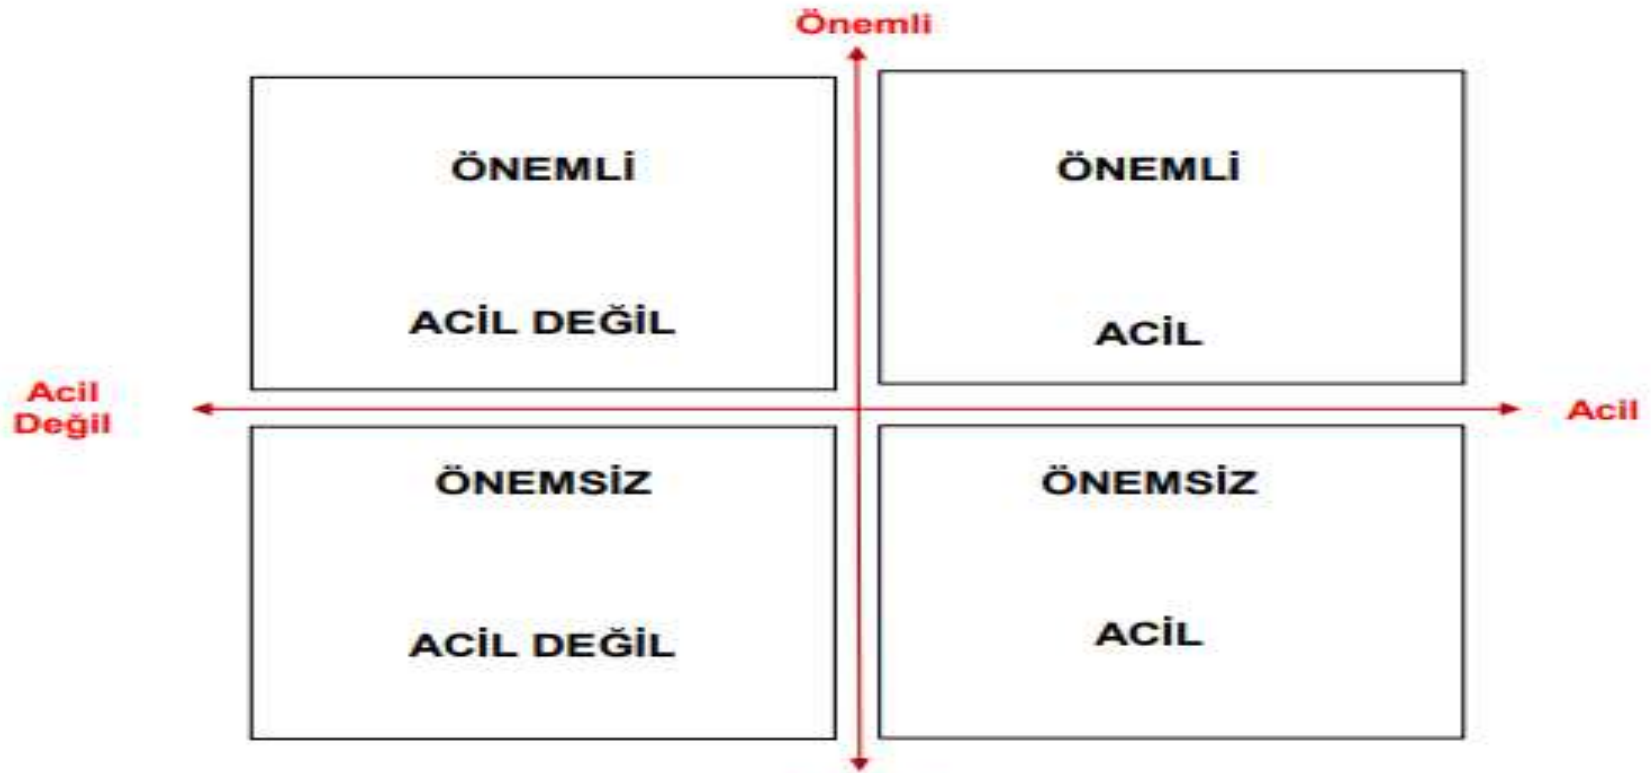 Önemli
ÖNEMLİ
ACİL DEĞİL
ÖNEMLİ
ACİL
Acil
Değil
Acil
ÖNEMSİZ
ACİL DEĞİL
ÖNEMSİZ
ACİL